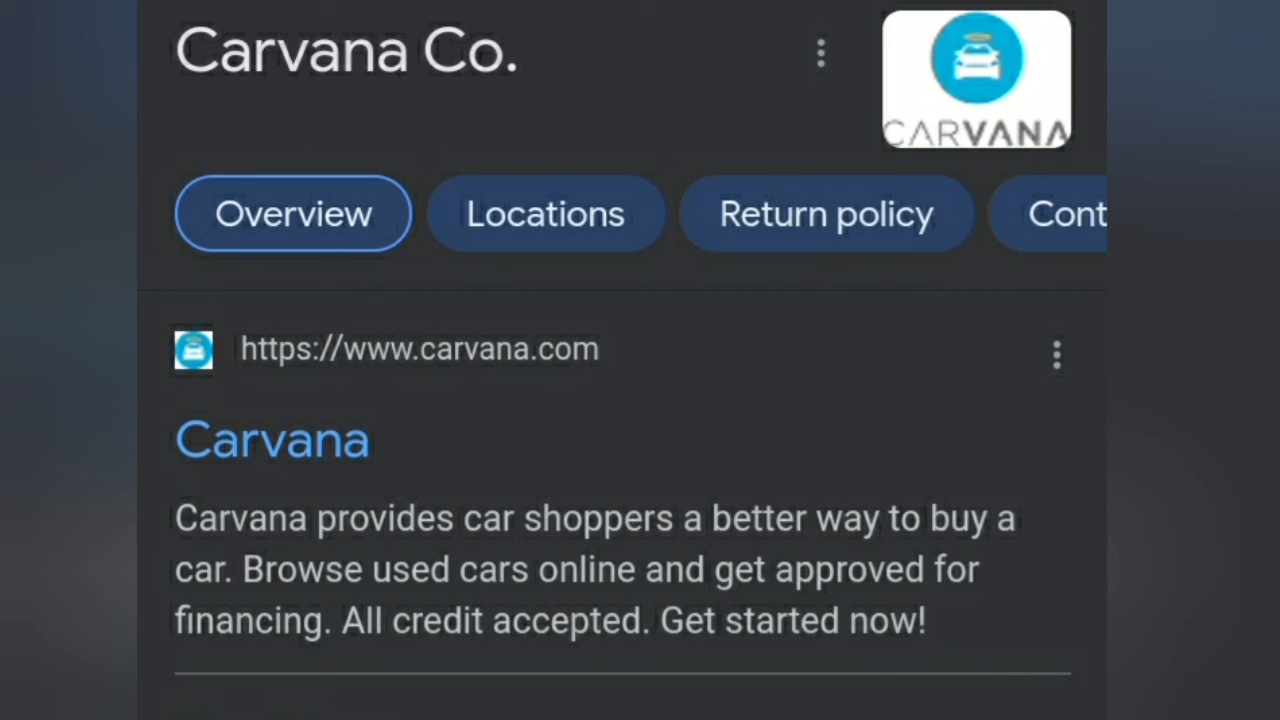 Carvana Co.
CARVANA
Overview
Locations
Return policy
Cont
https://www.carvana.com
Carvana
Carvana provides car shoppers a better way to buy a
car. Browse used cars online and get approved for
financing. All credit accepted. Get started now!